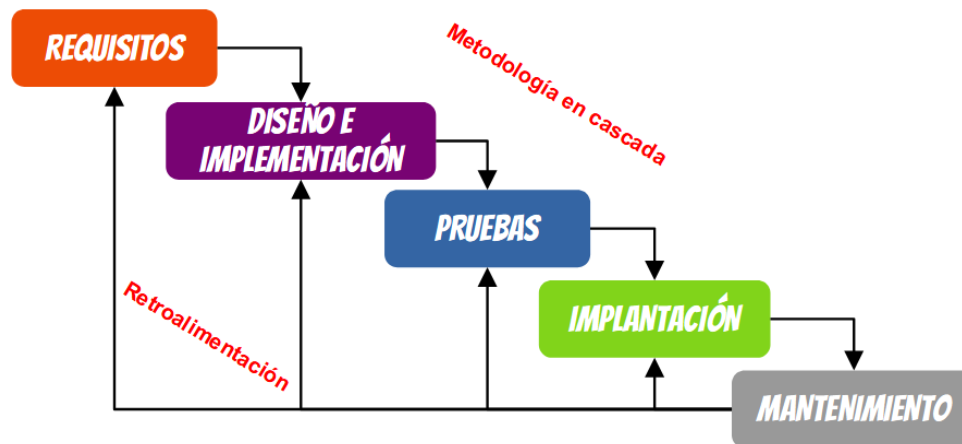 REQUISITOS
Metodología en cascada
DISEÑO E
IMPLEMENTACIÓN
PRUEBAS
Retroalimentación
IMPLANTACIÓN
MANTENIMIENTO